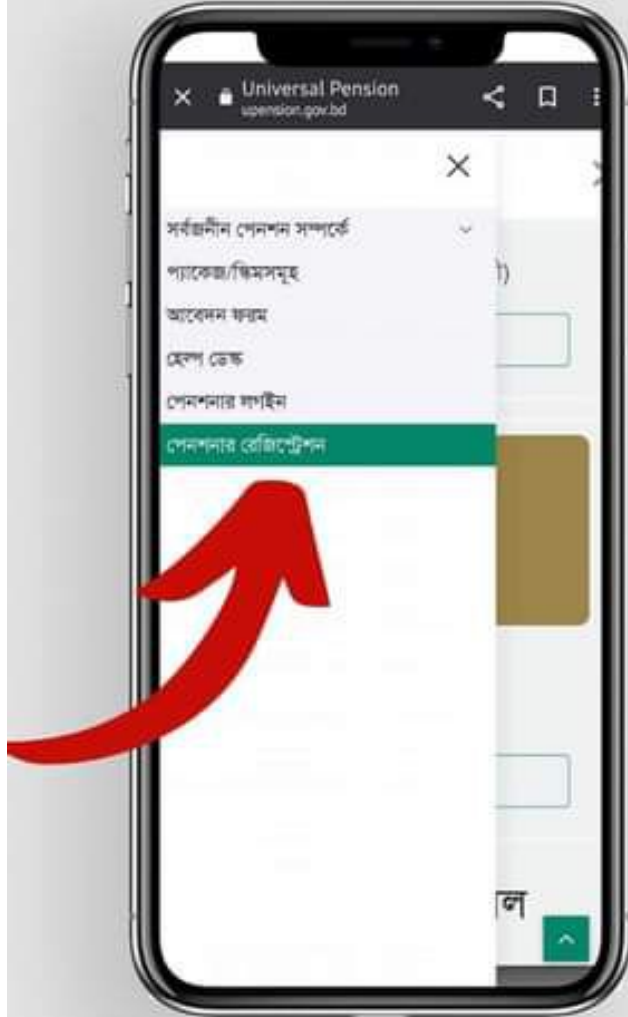 Universal Pension
upension.gov.bd
সর্বজনীন পেনশন সম্পর্কে
প্যাকেজ/স্কিমসমূহ
আবেদন ফরম
হেল্প ডেস্ক
পেনশনার লগইন
পেনশনার রেজিস্ট্রেশন